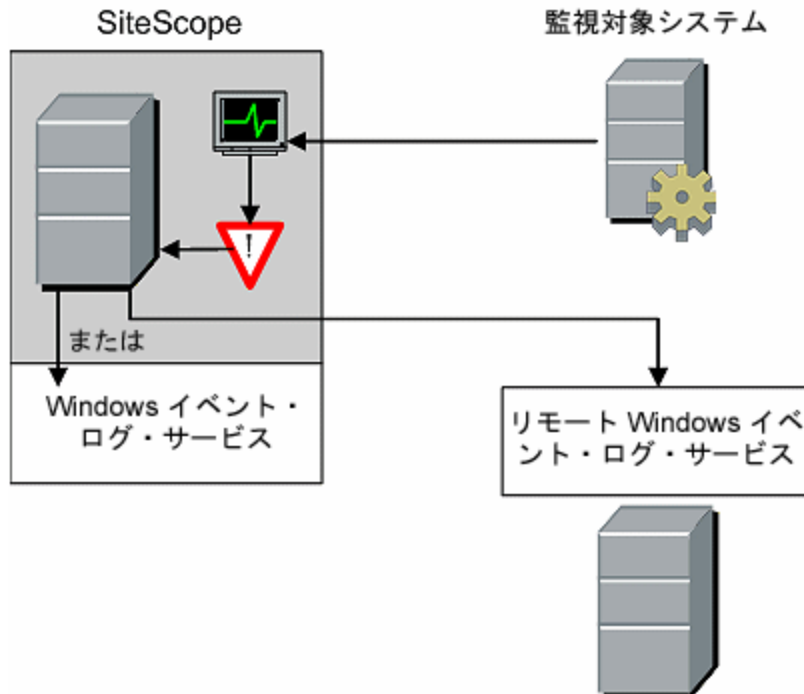 SiteScope
監視対象システム
!
または
Windows イベント・
ログ・サービス
リモート Windows イベ
ント・ログ・サービス